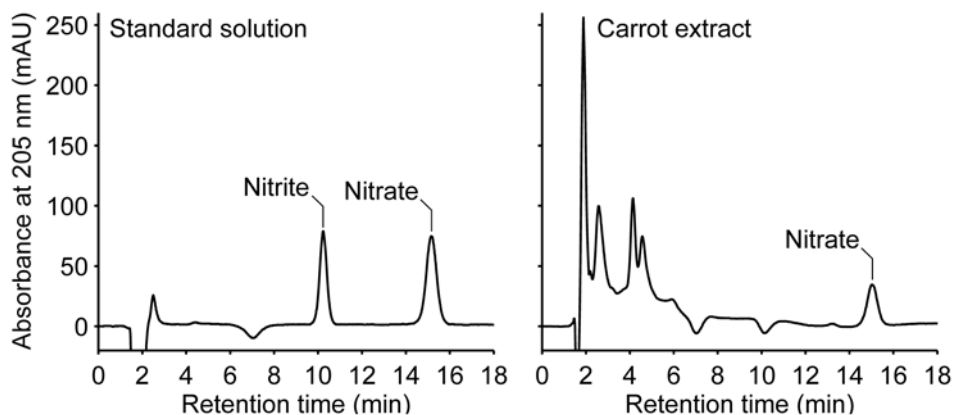 Standard solution
Carrot extract
Absorbance at 205 nm (mAU)
250
200
150
100
50
0
Nitrite
Nitrate
Nitrate
0 2 4 6 8 10 12 14 16 18
0 2 4 6 8 10 12 14 16 18
Retention time (min)
Retention time (min)